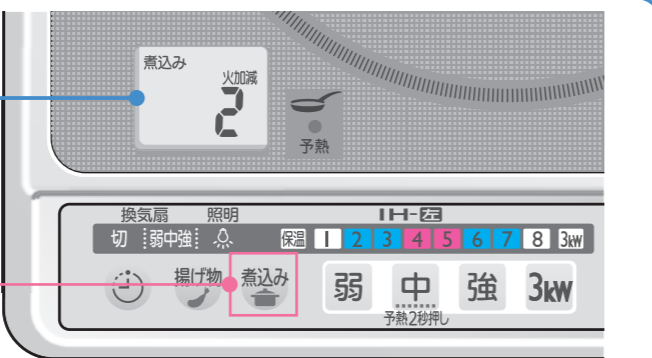 煮込み
火加減
2
予熱
換気扇 照明 IH-左
切 弱中強 保温 1 2 3 4 5 6 7 8 3kW
揚げ物 煮込み 弱 中 強 3kW
予熱2秒押し